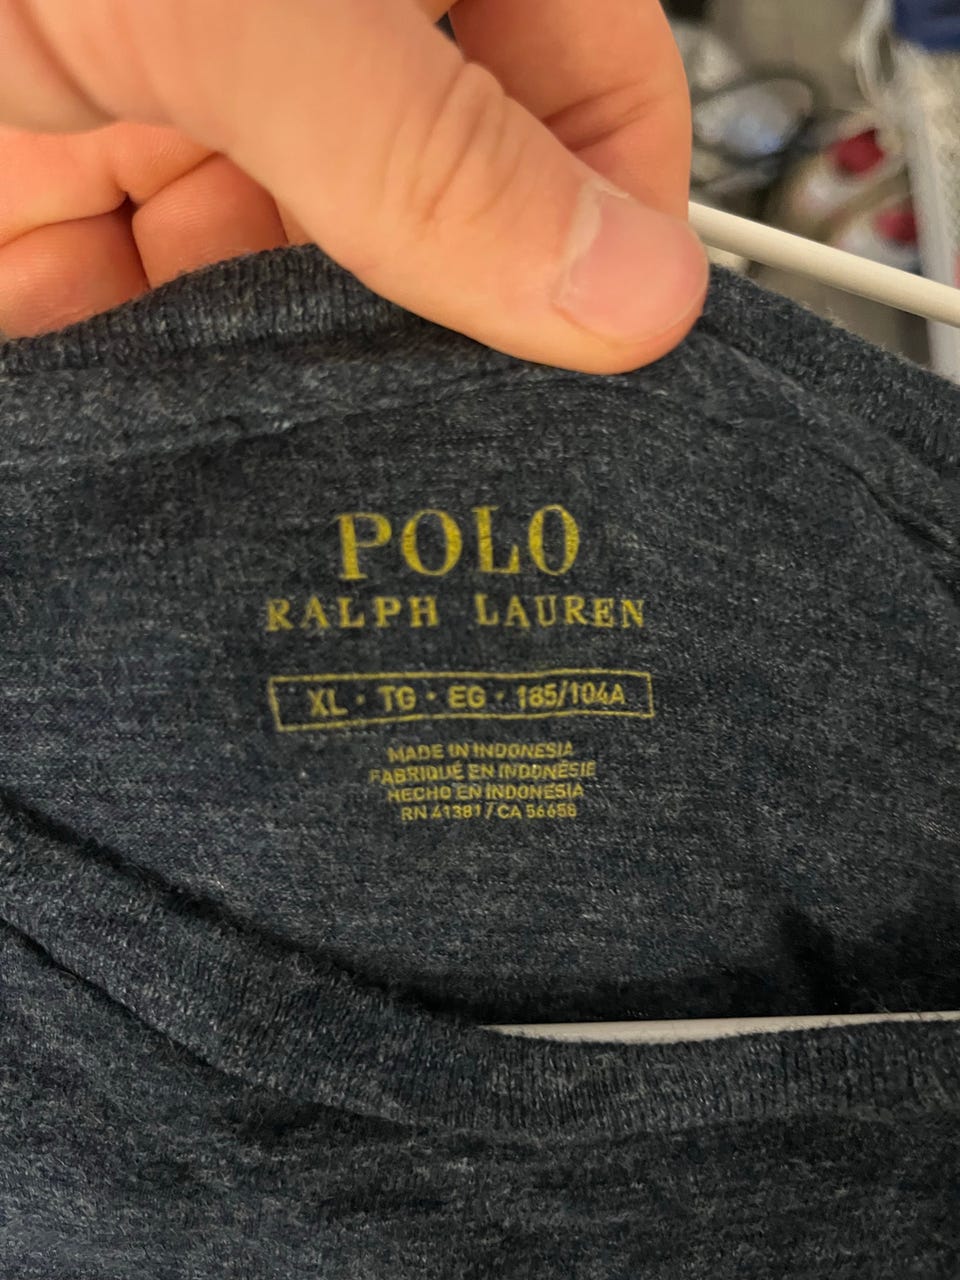 POLO
RALPH LAUREN
XL · TG · EG · 185/104A
MADE IN INDONESIA
FABRIQUÉ EN INDONÉSIE
HECHO EN INDONESIA
RN 41381 / CA 56658